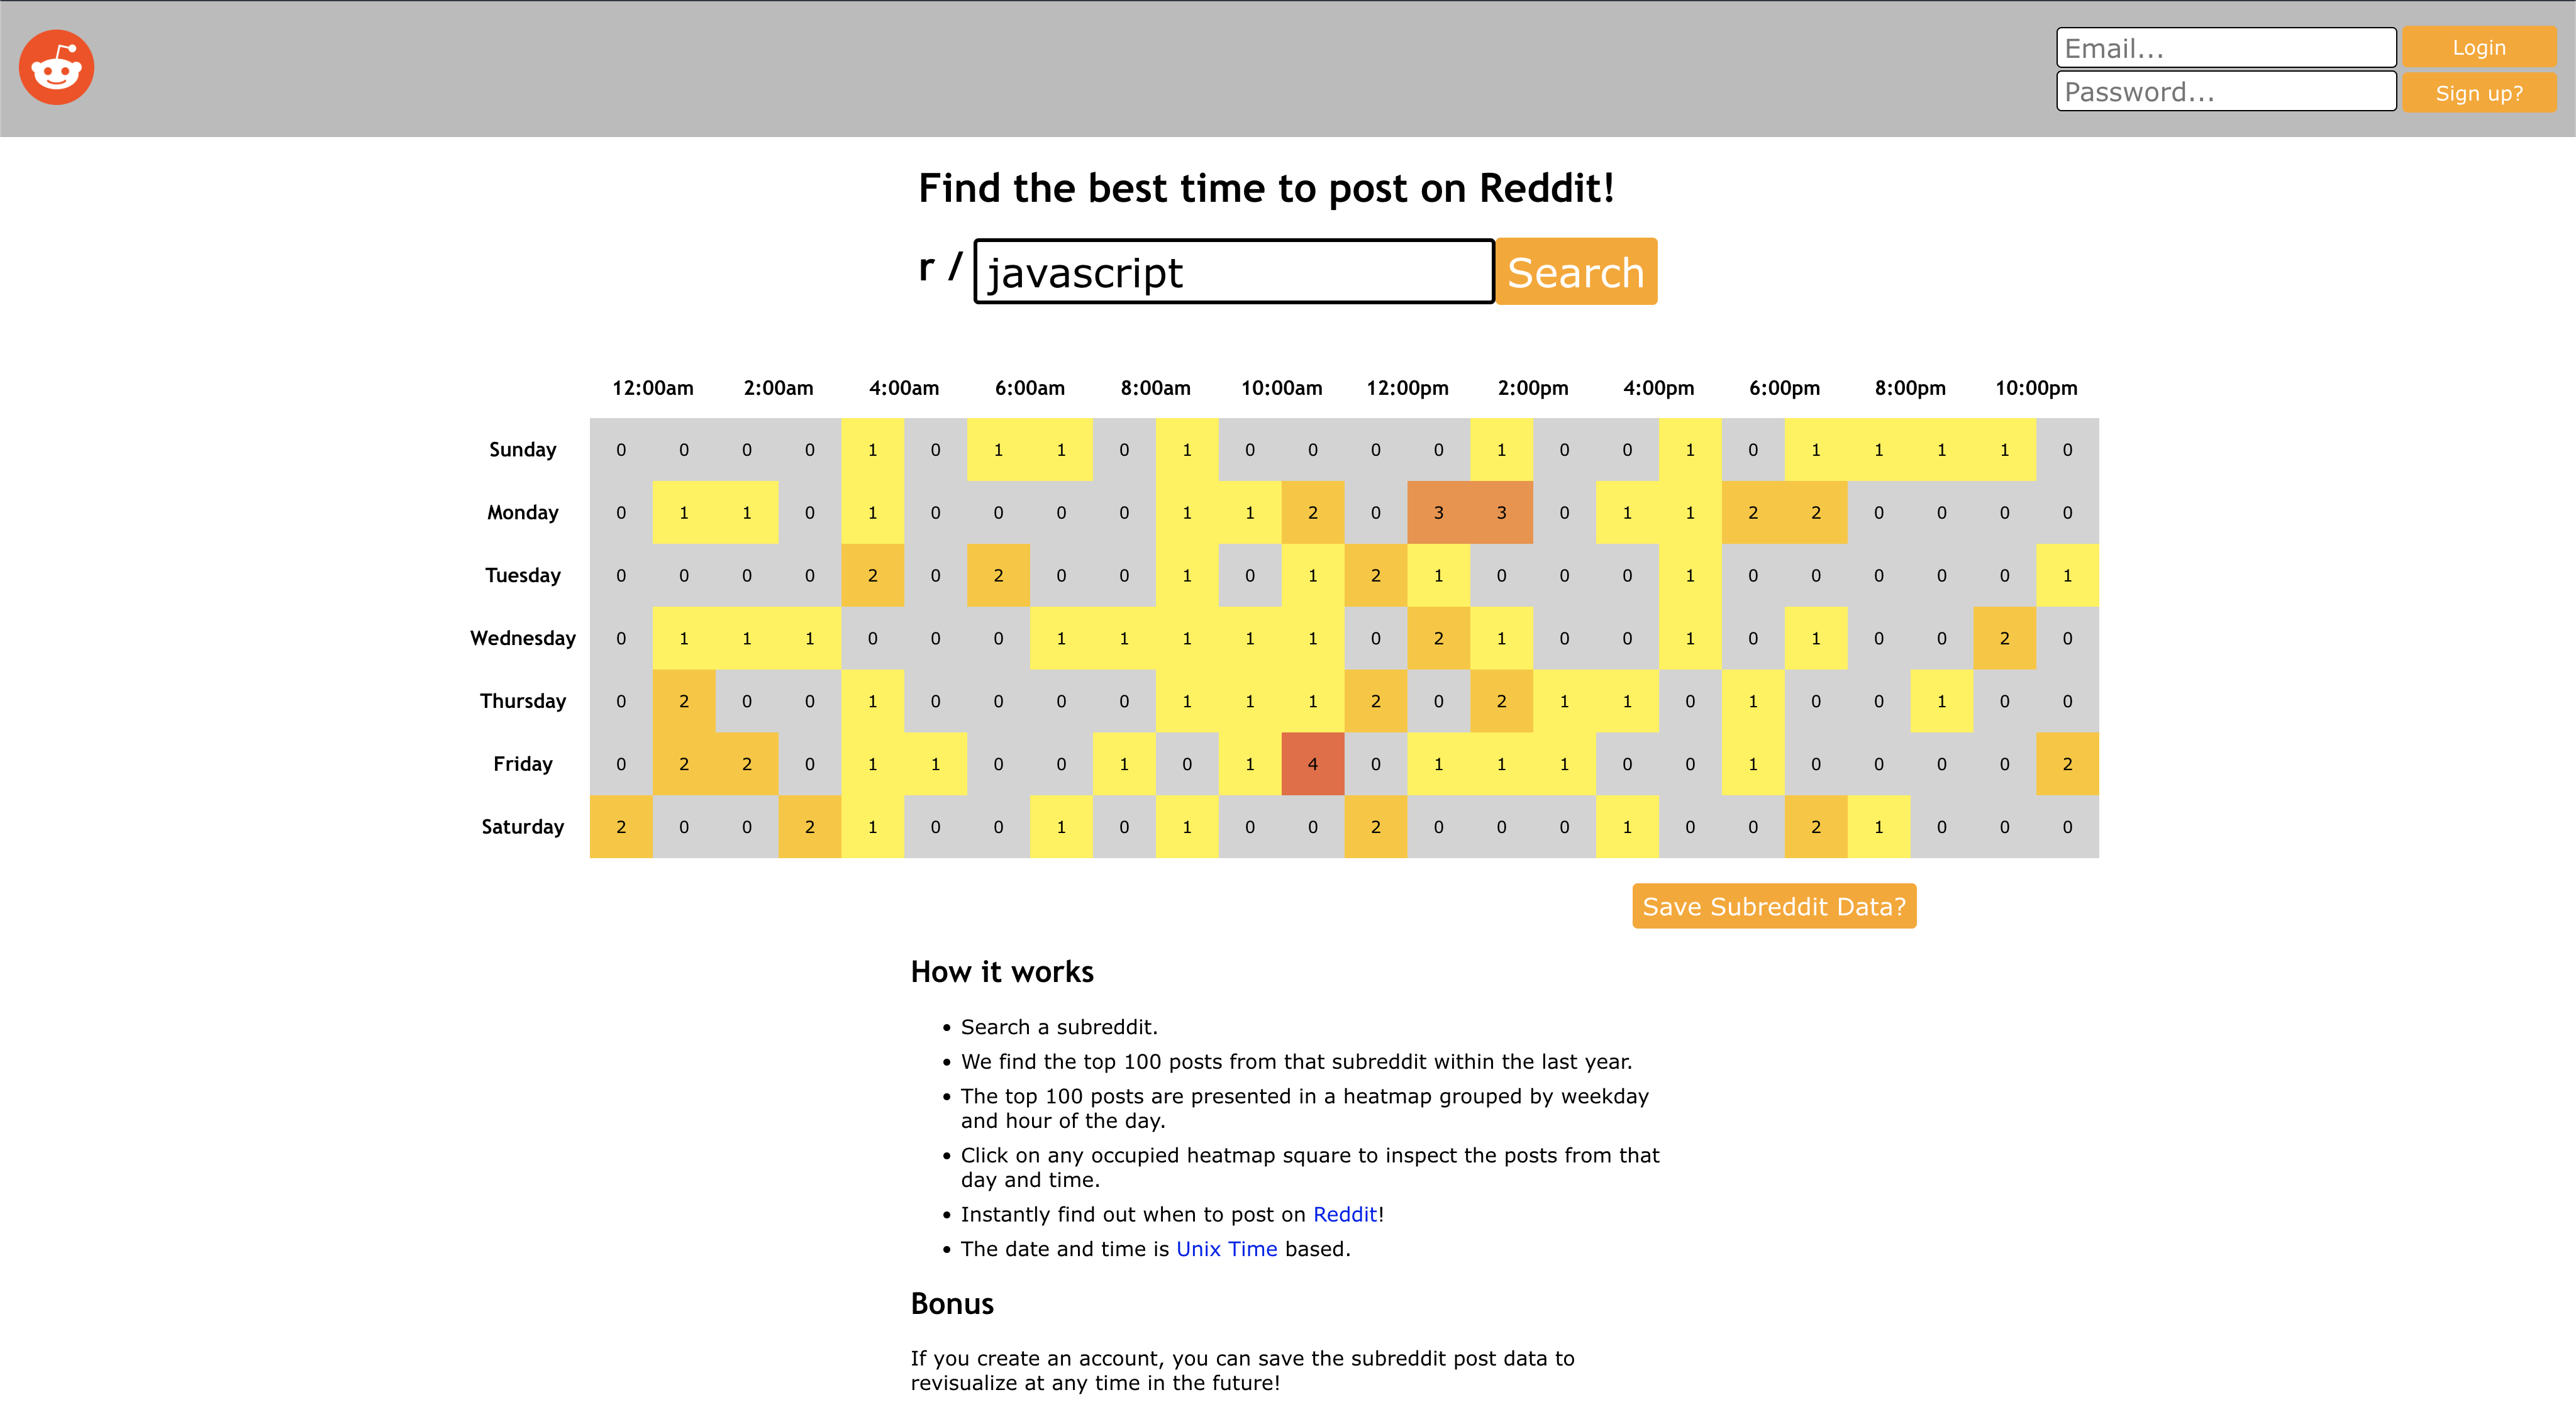 Email...
Login
Password...
Sign up?
Find the best time to post on Reddit!
r / javascript Search
12:00am 2:00am 4:00am 6:00am 8:00am 10:00am 12:00pm 2:00pm 4:00pm 6:00pm 8:00pm 10:00pm
Sunday 0 0 0 0 1 0 1 1 0 1 0 0 0 0 1 0 0 1 0 1 1 1 1 0
Monday 0 1 1 0 1 0 0 0 0 1 1 2 0 3 3 0 1 1 2 2 0 0 0 0
Tuesday 0 0 0 0 2 0 2 0 0 1 0 1 2 1 0 0 0 1 0 0 0 0 0 1
Wednesday 0 1 1 1 0 0 0 1 1 1 1 1 0 2 1 0 0 1 0 1 0 0 2 0
Thursday 0 2 0 0 1 0 0 0 0 1 1 1 2 0 2 1 1 0 1 0 0 1 0 0
Friday 0 2 2 0 1 1 0 0 1 0 1 4 0 1 1 1 0 0 1 0 0 0 0 2
Saturday 2 0 0 2 1 0 0 1 0 1 0 0 2 0 0 0 1 0 0 2 1 0 0 0
Save Subreddit Data?
How it works
• Search a subreddit.
• We find the top 100 posts from that subreddit within the last year.
• The top 100 posts are presented in a heatmap grouped by weekday
and hour of the day.
• Click on any occupied heatmap square to inspect the posts from that
day and time.
• Instantly find out when to post on Reddit!
• The date and time is Unix Time based.
Bonus
If you create an account, you can save the subreddit post data to
revisualize at any time in the future!